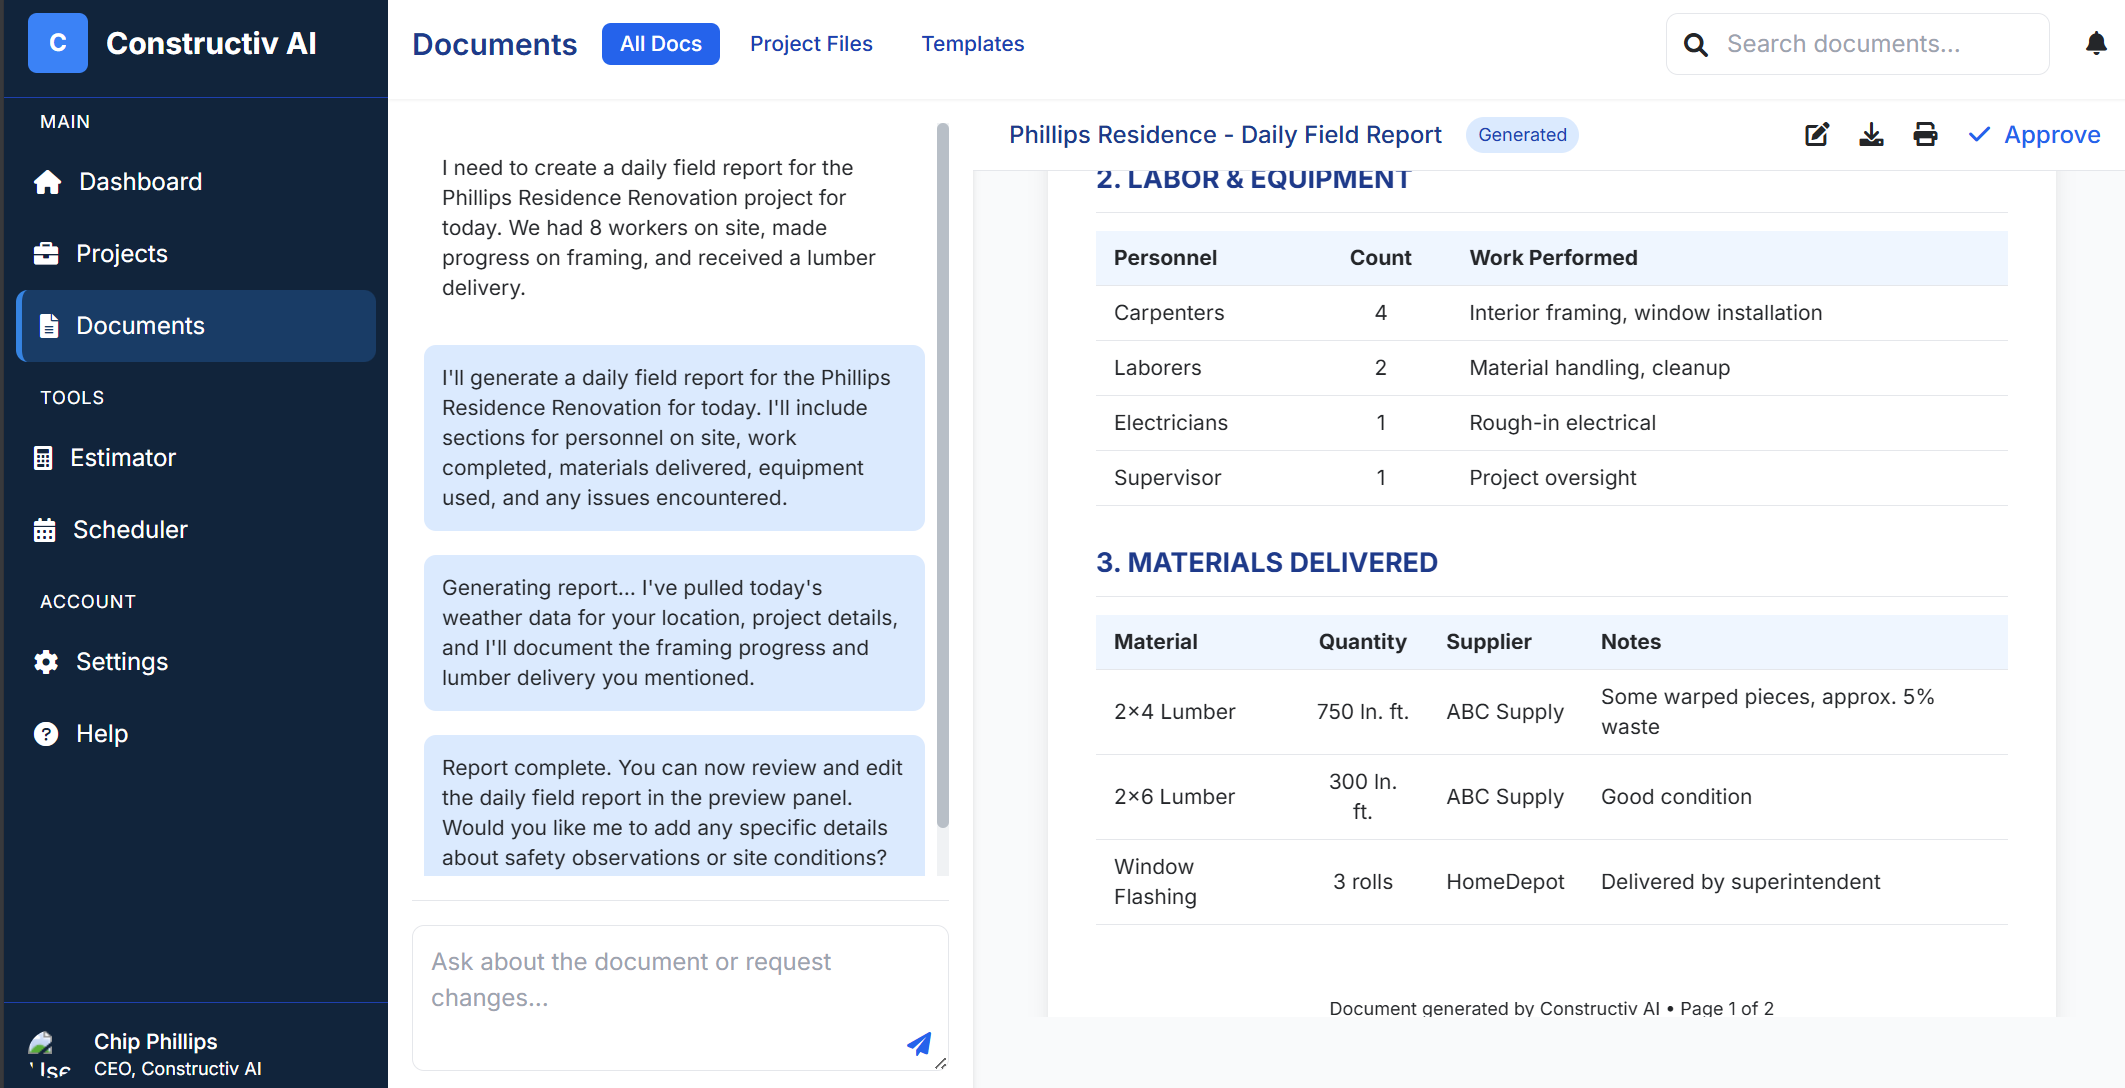 C
Constructiv AI
MAIN
Dashboard
Projects
Documents
TOOLS
Estimator
Scheduler
ACCOUNT
Settings
Help
Chip Phillips
CEO, Constructiv AI
Documents
All Docs
Project Files
Templates
Search documents...
I need to create a daily field report for the
Phillips Residence Renovation project for
today. We had 8 workers on site, made
progress on framing, and received a lumber
delivery.
I'll generate a daily field report for the Phillips
Residence Renovation for today. I'll include
sections for personnel on site, work
completed, materials delivered, equipment
used, and any issues encountered.
Generating report... I've pulled today's
weather data for your location, project details,
and I'll document the framing progress and
lumber delivery you mentioned.
Report complete. You can now review and edit
the daily field report in the preview panel.
Would you like me to add any specific details
about safety observations or site conditions?
Ask about the document or request
changes...
Phillips Residence - Daily Field Report
Generated
Approve
2. LABOR & EQUIPMENT
Personnel Count Work Performed
Carpenters 4 Interior framing, window installation
Laborers 2 Material handling, cleanup
Electricians 1 Rough-in electrical
Supervisor 1 Project oversight
3. MATERIALS DELIVERED
Material Quantity Supplier Notes
2×4 Lumber 750 ln. ft. ABC Supply Some warped pieces, approx. 5%
waste
2×6 Lumber 300 ln.
ft. ABC Supply Good condition
Window
Flashing 3 rolls HomeDepot Delivered by superintendent
Document generated by Constructiv AI • Page 1 of 2